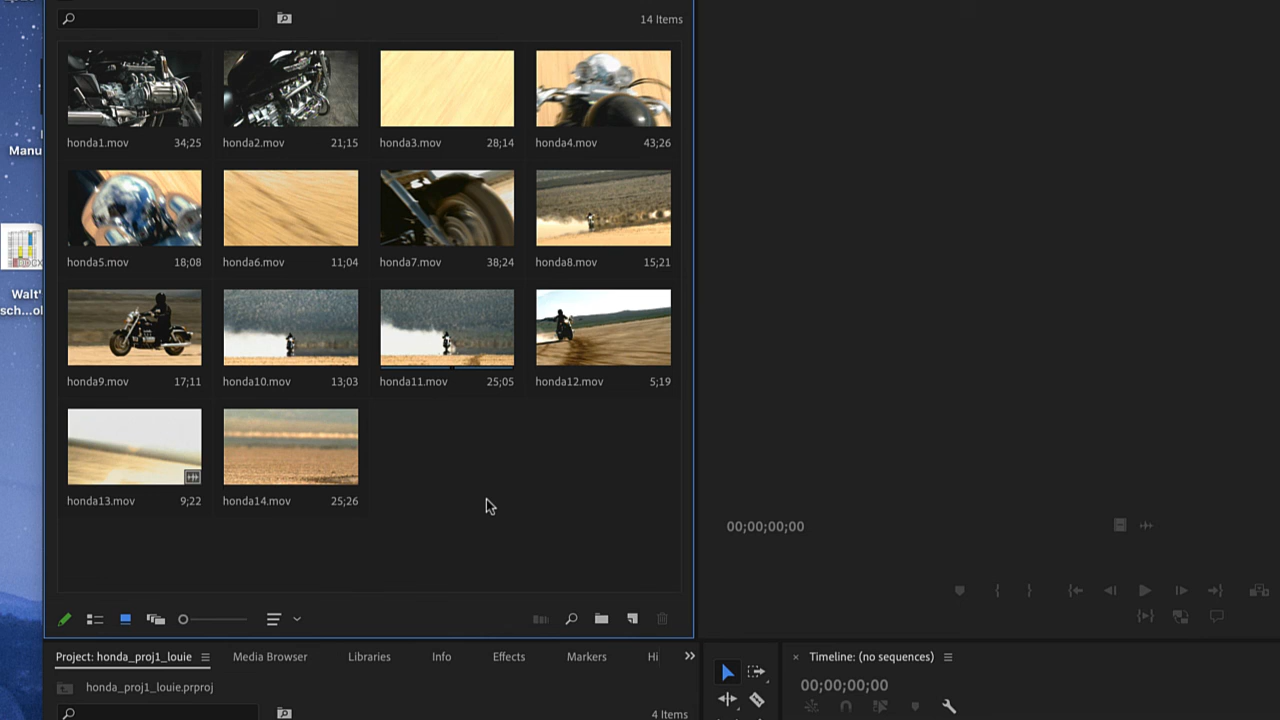 14 Items
honda1.mov 34;25 honda2.mov 21;15 honda3.mov 28;14 honda4.mov 43;26
Manu
honda5.mov 18;08 honda6.mov 11;04 honda7.mov 38;24 honda8.mov 15;21
Walt'
sch...ol
honda9.mov 17;11 honda10.mov 13;03 honda11.mov 25;05 honda12.mov 5;19
honda13.mov 9;22 honda14.mov 25;26
00;00;00;00
Project: honda_proj1_louie Media Browser Libraries Info Effects Markers Hi
Timeline: (no sequences)
honda_proj1_louie.prproj
00;00;00;00
4 Items